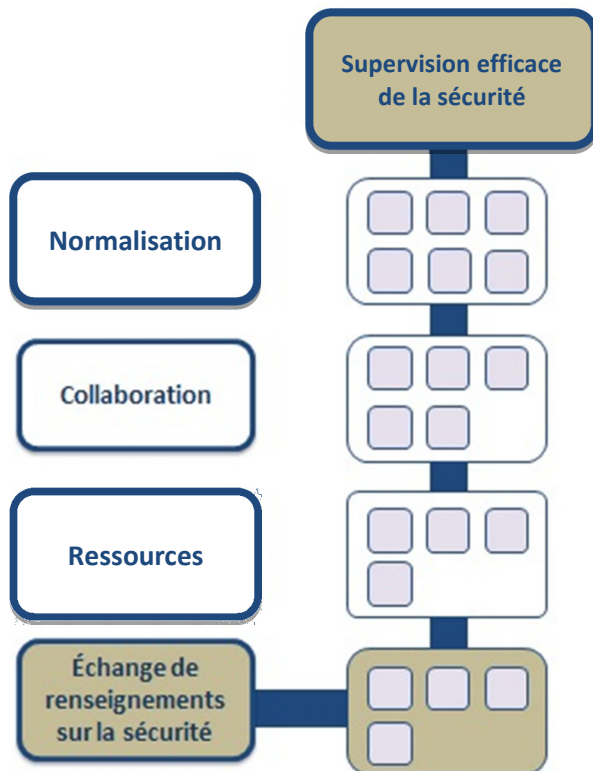 Supervision efficace
de la sécurité
Normalisation
Collaboration
Ressources
Échange de
renseignements
sur la sécurité